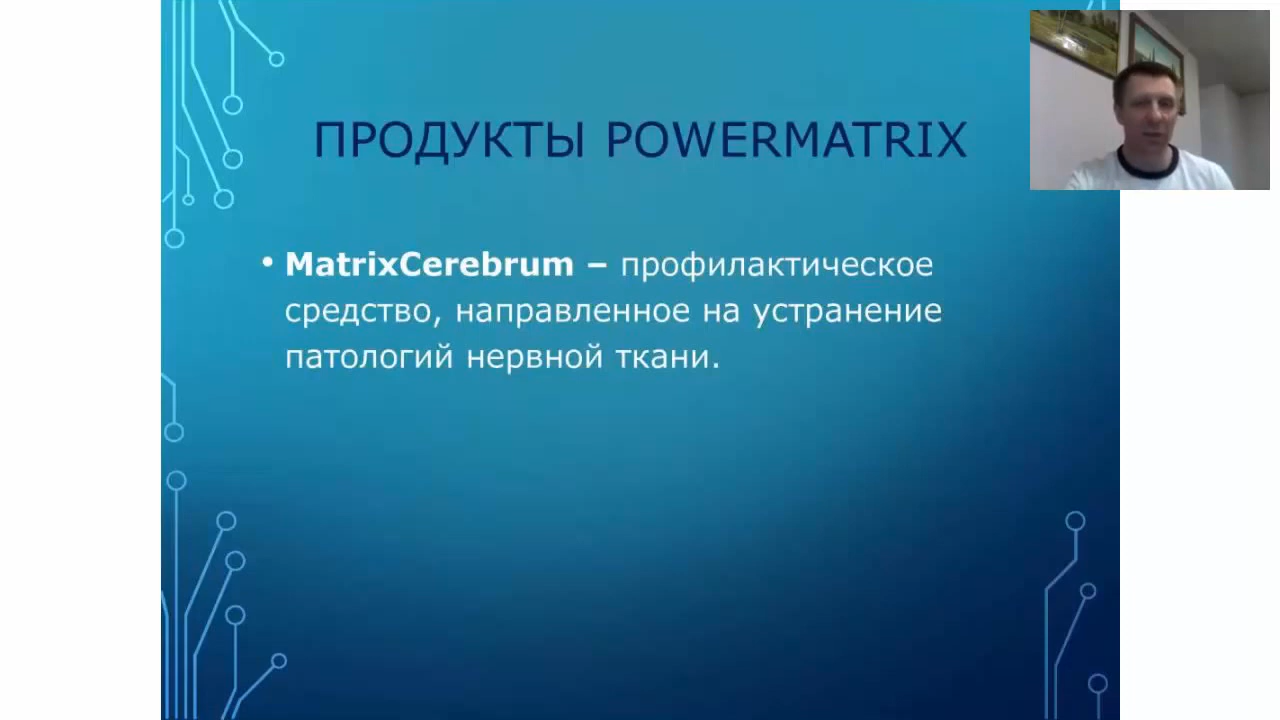 ПРОДУКТЫ POWERMATRIX
• MatrixCerebrum – профилактическое
средство, направленное на устранение
патологий нервной ткани.